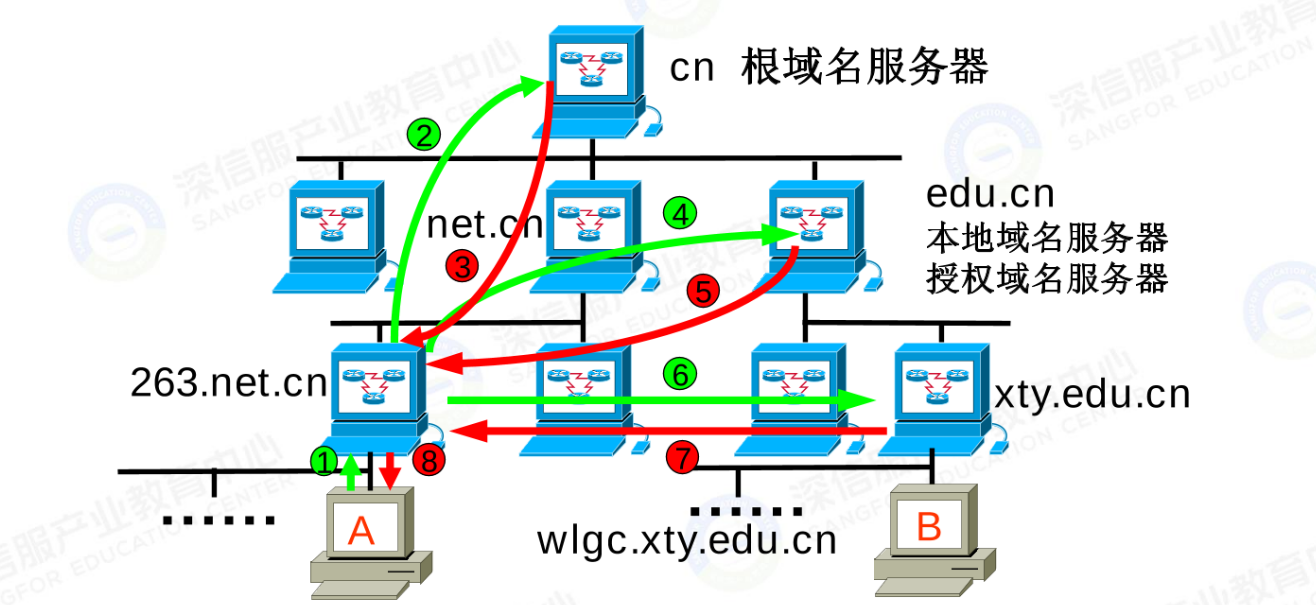 cn 根域名服务器
②
net.cn
③
④
⑤
edu.cn
本地域名服务器
授权域名服务器
263.net.cn
⑥
xty.edu.cn
①
⑧
⑦
A
wlgc.xty.edu.cn
B
深信服产业教育中心
SANGFOR EDUCATION CENTER